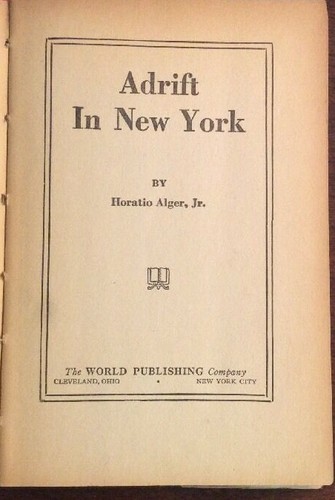 Adrift
In New York
BY
Horatio Alger, Jr.
The WORLD PUBLISHING Company
CLEVELAND, OHIO • NEW YORK CITY